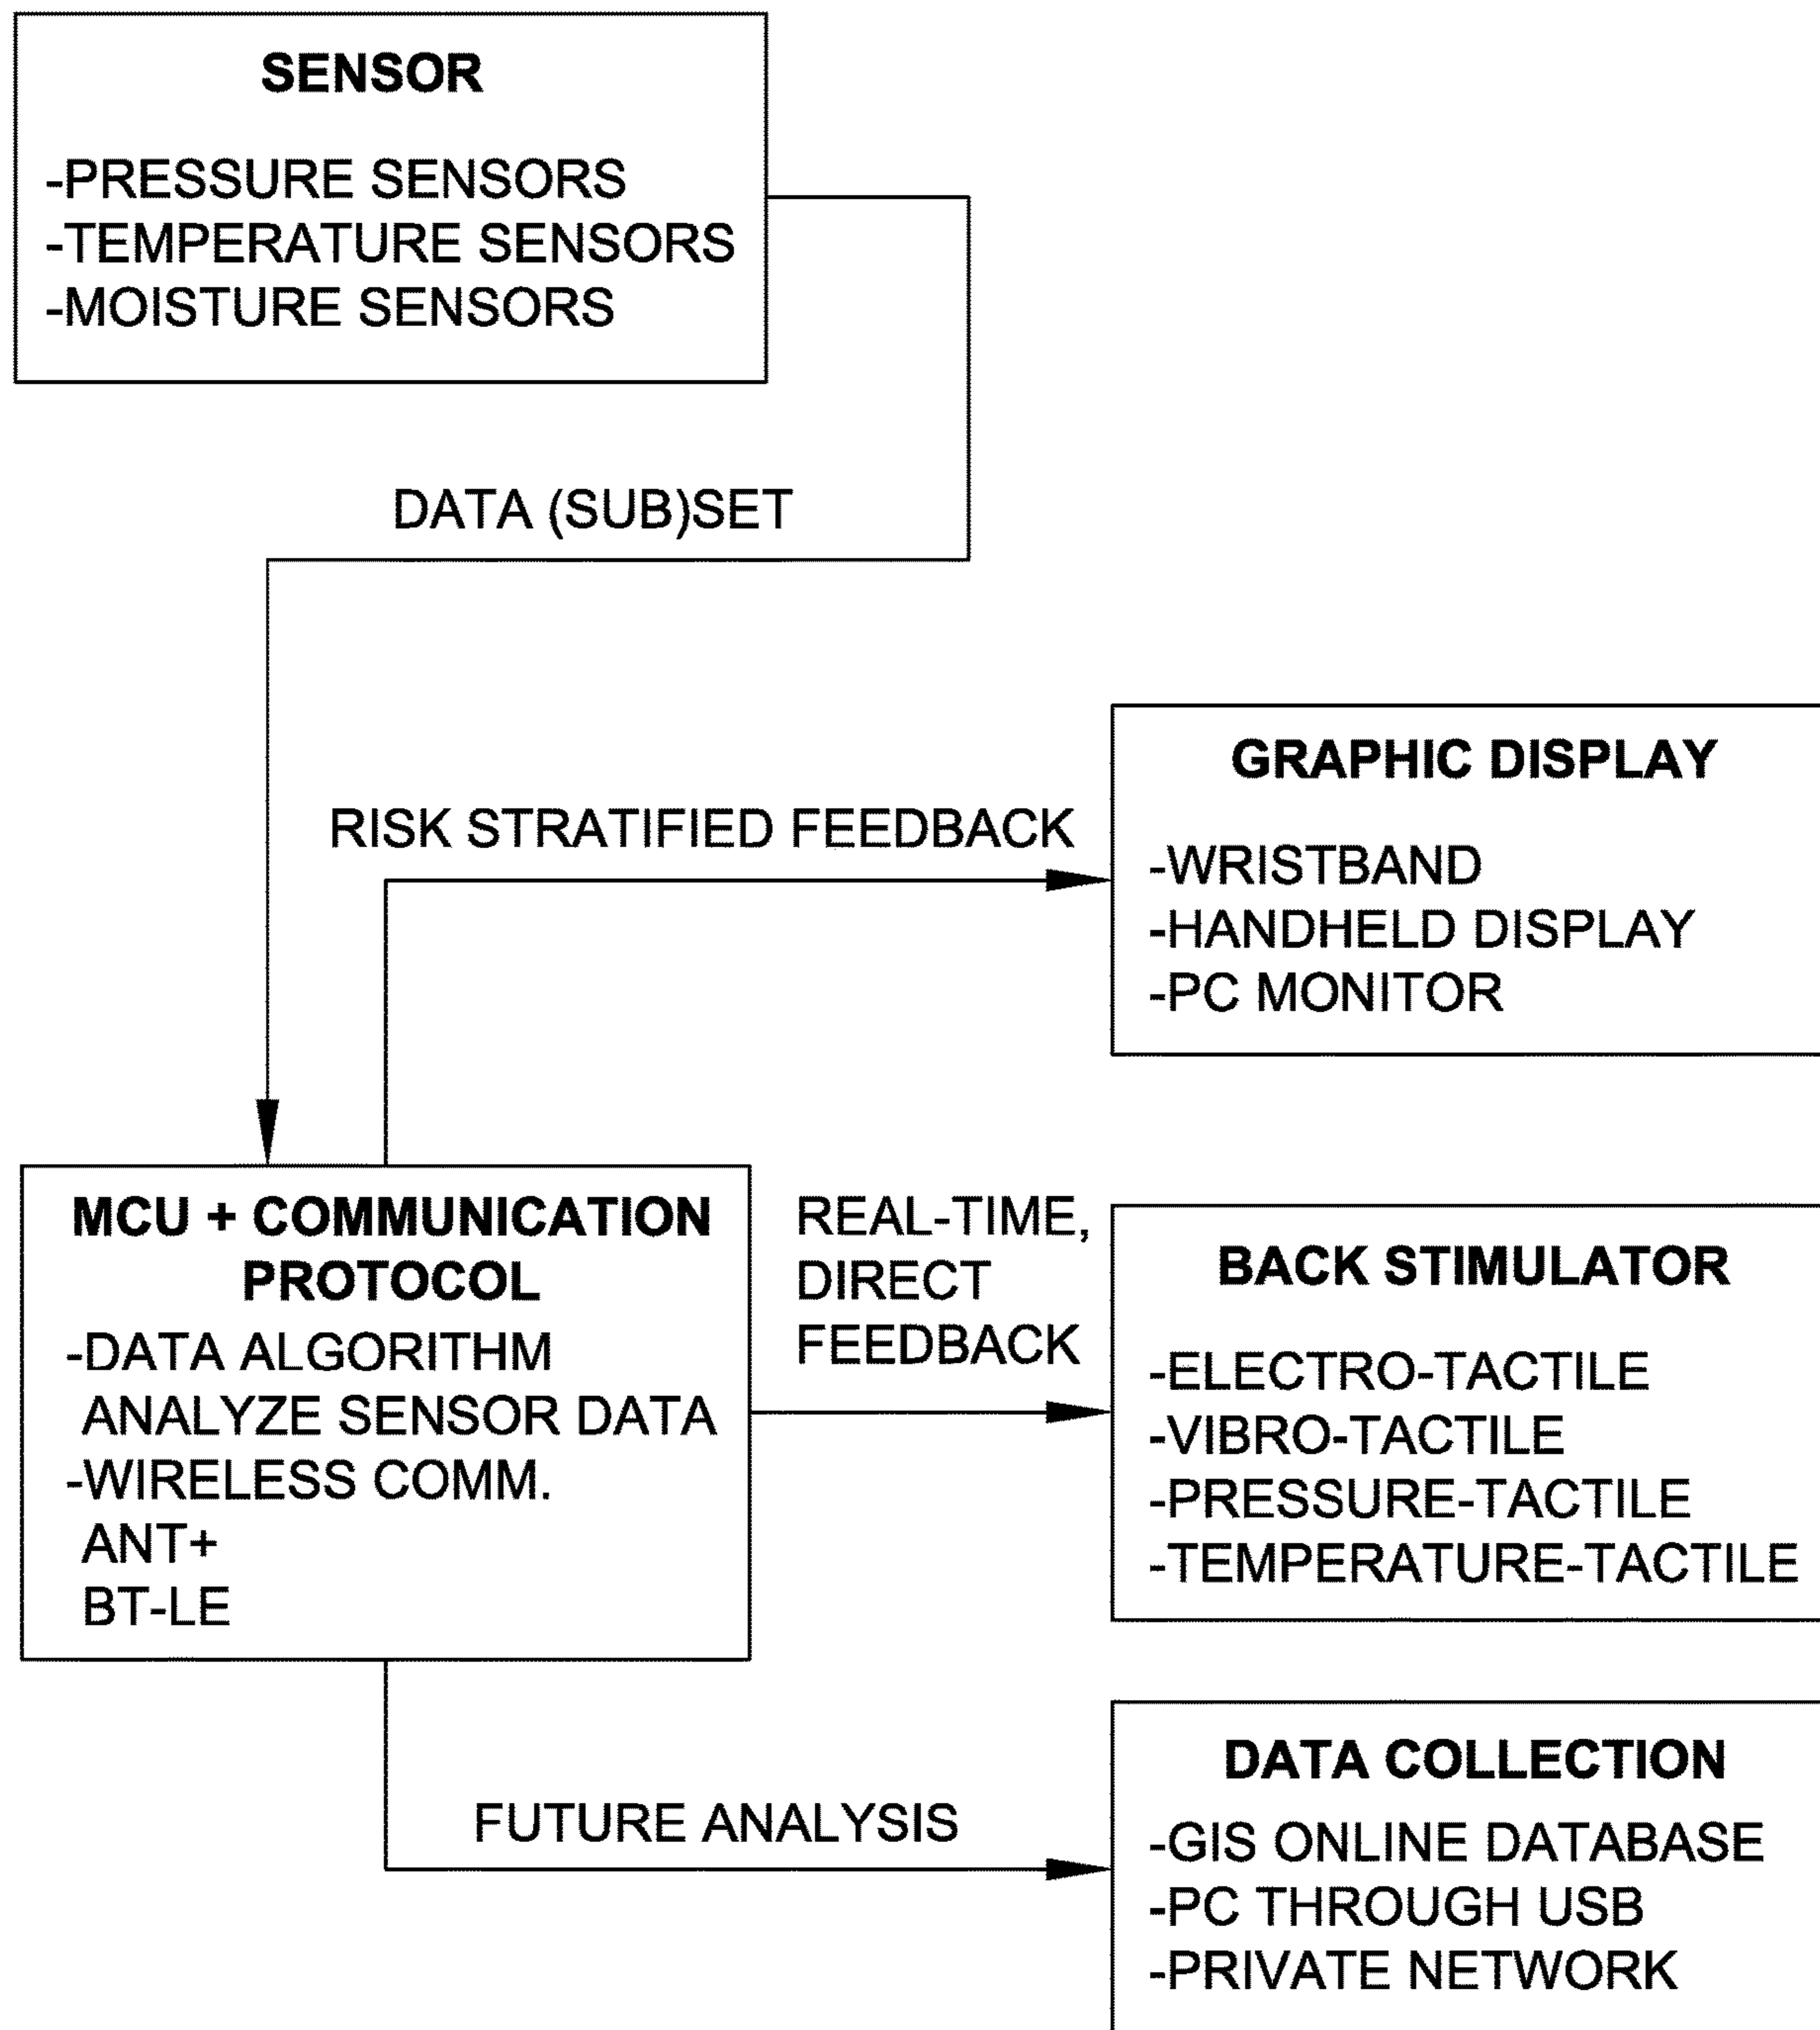 SENSOR
-PRESSURE SENSORS
-TEMPERATURE SENSORS
-MOISTURE SENSORS
DATA (SUB)SET
RISK STRATIFIED FEEDBACK
GRAPHIC DISPLAY
-WRISTBAND
-HANDHELD DISPLAY
-PC MONITOR
MCU + COMMUNICATION
PROTOCOL
-DATA ALGORITHM
ANALYZE SENSOR DATA
-WIRELESS COMM.
ANT+
BT-LE
REAL-TIME,
DIRECT
FEEDBACK
BACK STIMULATOR
-ELECTRO-TACTILE
-VIBRO-TACTILE
-PRESSURE-TACTILE
-TEMPERATURE-TACTILE
FUTURE ANALYSIS
DATA COLLECTION
-GIS ONLINE DATABASE
-PC THROUGH USB
-PRIVATE NETWORK